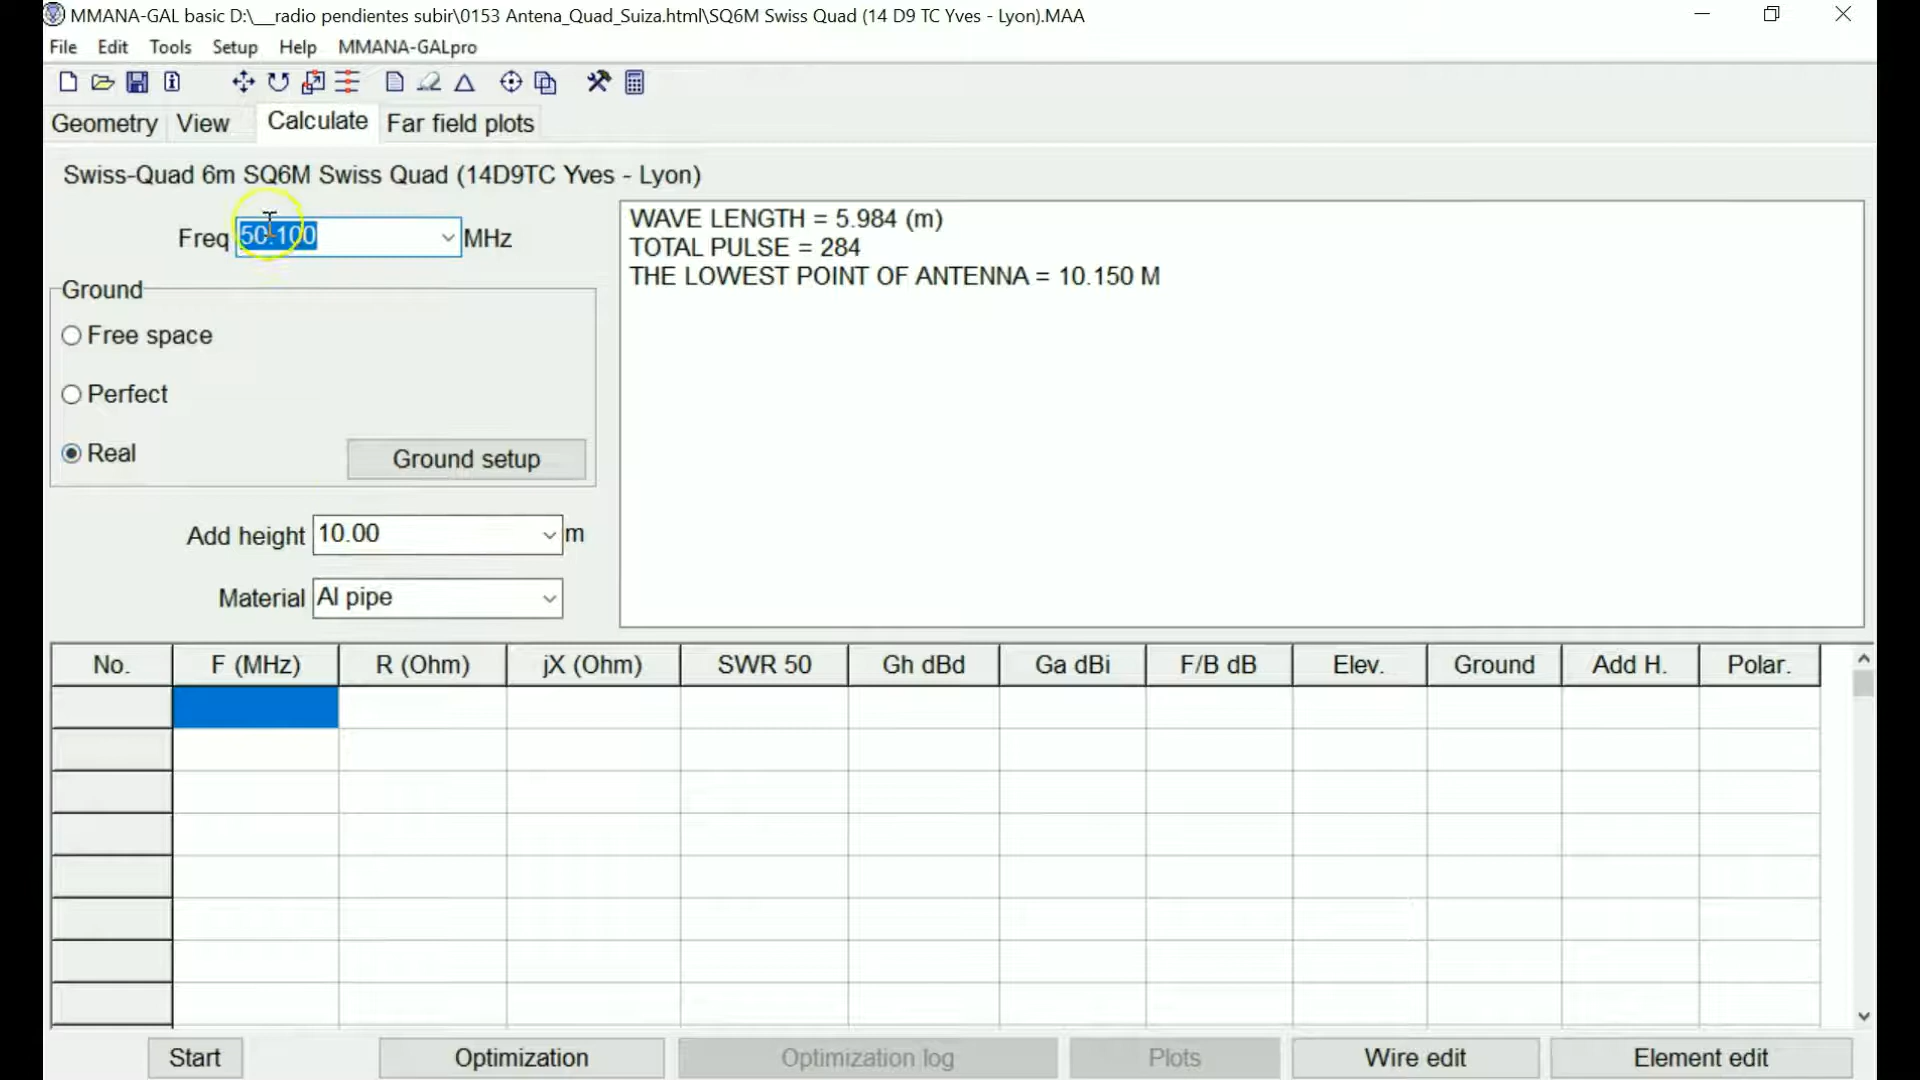 MMANA-GAL basic D:\__radio pendientes subir\0153 Antena_Quad_Suiza.html\SQ6M Swiss Quad (14 D9 TC Yves - Lyon).MAA
File Edit Tools Setup Help MMANA-GALpro
Geometry View Calculate Far field plots
Swiss-Quad 6m SQ6M Swiss Quad (14D9TC Yves - Lyon)
Freq 50.100 MHz
Ground
Free space
Perfect
Real Ground setup
Add height 10.00 m
Material Al pipe
WAVE LENGTH = 5.984 (m)
TOTAL PULSE = 284
THE LOWEST POINT OF ANTENNA = 10.150 M
No. F (MHz) R (Ohm) jX (Ohm) SWR 50 Gh dBd Ga dBi F/B dB Elev. Ground Add H. Polar.
Start Optimization Optimization log Plots Wire edit Element edit